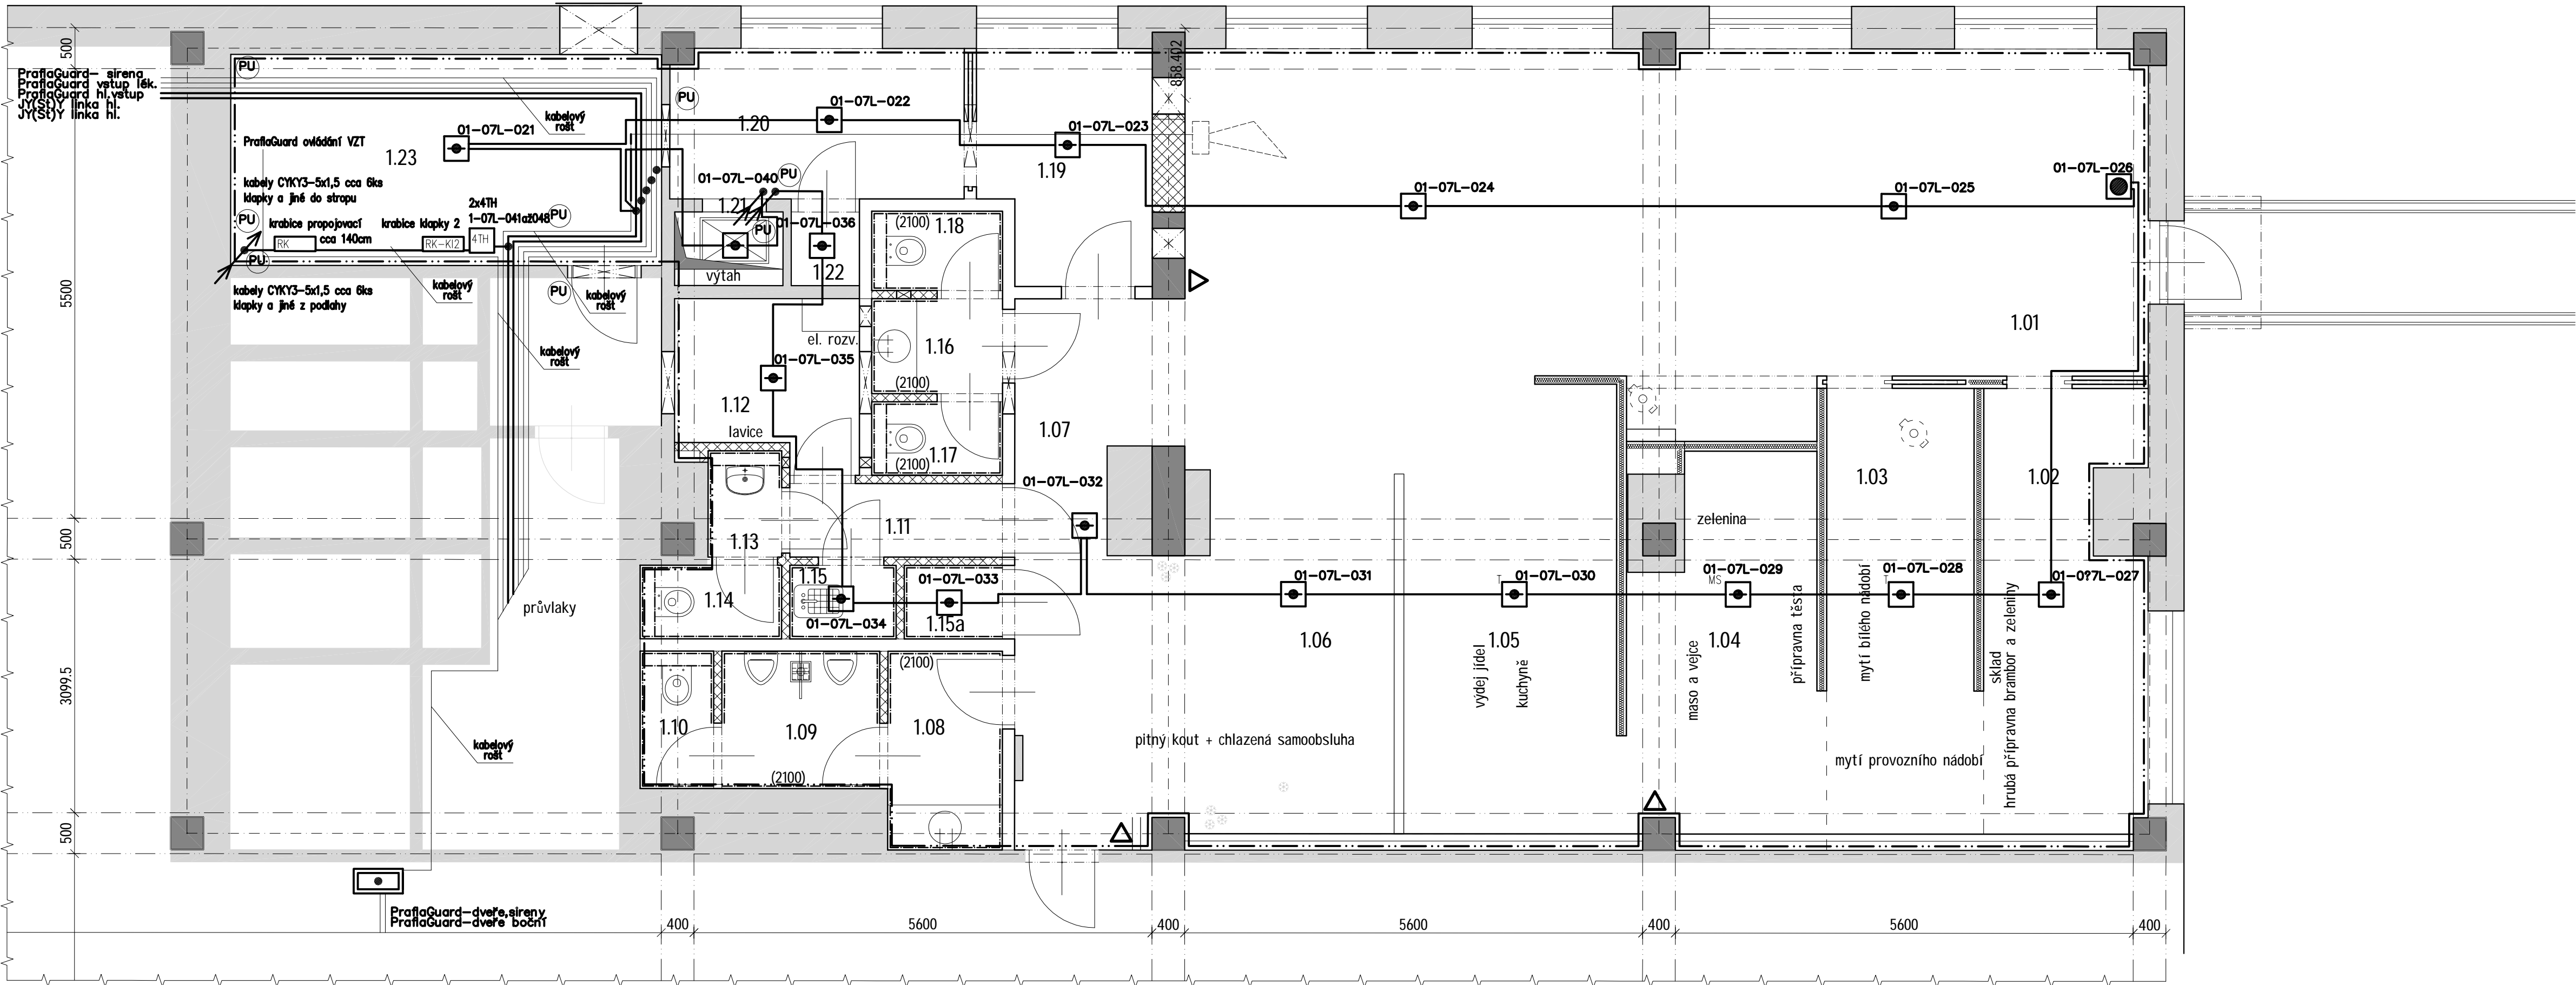 500
858.402
PU
PraflaGuard- sirena
PraflaGuard vstup lék.
PraflaGuard hl.vstup
JY(St)Y linka hl.
JY(St)Y linka hl.
PU
kabelový
rošt
01-07L-022
1.20
01-07L-023
01-07L-021
PraflaGuard ovládání VZT
1.23
1.19
01-07L-026
PU
01-07L-040
kabely CYKY3-5x1,5 cca 6ks
klapky a jiné do stropu
01-07L-024
01-07L-025
2x4TH
1-07L-041až048
PU
1.21
PU
krabice propojovací
cca 140cm
krabice klapky 2
PU
01-07L-036
(2100)
1.18
RK
RK-Kl2
4TH
PU
výtah
1.22
kabely CYKY3-5x1,5 cca 6ks
klapky a jiné z podlahy
kabelový
rošt
PU
kabelový
rošt
5500
1.01
el. rozv.
1.16
kabelový
rošt
01-07L-035
(2100)
1.12
lavice
1.07
1.17
(2100)
1.03
1.02
01-07L-032
zelenina
1.11
500
1.13
1.15
01-07L-033
01-07L-031
T
01-07L-030
01-07L-029
MS
01-07L-028
T
01-0?7L-027
1.14
průvlaky
01-07L-034
1.15a
1.06
1.05
1.04
výdej jídel
kuchyně
maso a vejce
přípravna těsta
mytí bílého nádobí
sklad
hrubá přípravna brambor a zeleniny
3099.5
(2100)
1.10
1.09
1.08
kabelový
rošt
pitný kout + chlazená samoobsluha
mytí provozního nádobí
(2100)
500
PraflaGuard-dveře,sireny
PraflaGuard-dveře boční
400
5600
400
5600
400
5600
400